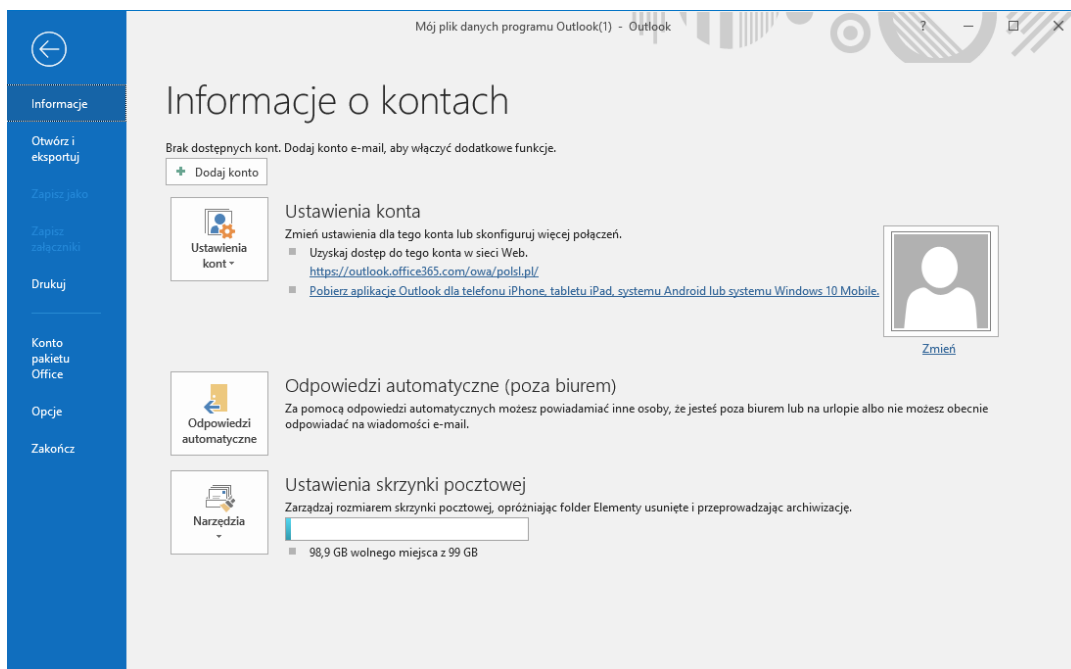 Mój plik danych programu Outlook(1) - Outlook
?
Informacje
Otwórz i
eksportuj
Zapisz jako
Zapisz
załączniki
Drukuj
Konto
pakietu
Office
Opcje
Zakończ
Informacje o kontach
Brak dostępnych kont. Dodaj konto e-mail, aby włączyć dodatkowe funkcje.
+ Dodaj konto
Ustawienia
kont
Ustawienia konta
Zmień ustawienia dla tego konta lub skonfiguruj więcej połączeń.
Uzyskaj dostęp do tego konta w sieci Web.
https://outlook.office365.com/owa/polsl.pl/
Pobierz aplikację Outlook dla telefonu iPhone, tabletu iPad, systemu Android lub systemu Windows 10 Mobile.
Zmień
Odpowiedzi
automatyczne
Odpowiedzi automatyczne (poza biurem)
Za pomocą odpowiedzi automatycznych możesz powiadamiać inne osoby, że jesteś poza biurem lub na urlopie albo nie możesz obecnie
odpowiadać na wiadomości e-mail.
Narzędzia
Ustawienia skrzynki pocztowej
Zarządzaj rozmiarem skrzynki pocztowej, opróżniając folder Elementy usunięte i przeprowadzając archiwizację.
98,9 GB wolnego miejsca z 99 GB